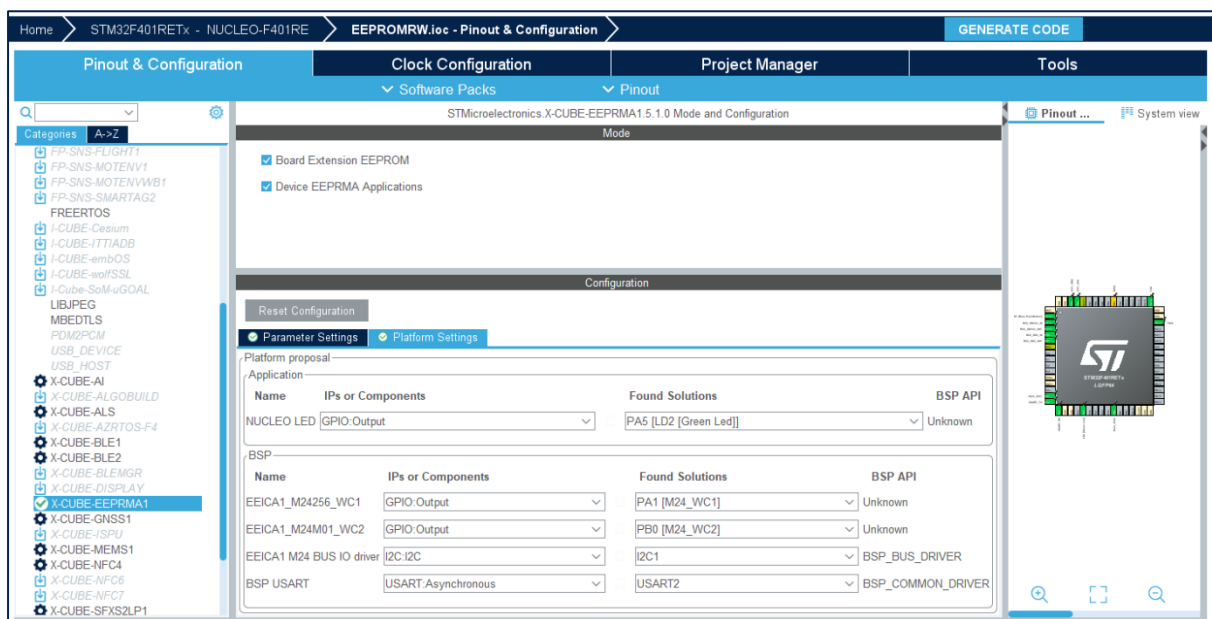 Home STM32F401RETx - NUCLEO-F401RE EEPROMRW.ioc - Pinout & Configuration GENERATE CODE
Pinout & Configuration Clock Configuration Project Manager Tools
Software Packs Pinout
STMicroelectronics.X-CUBE-EEPRMA1.5.1.0 Mode and Configuration
Pinout ... System view
Categories A->Z
Mode
FP-SNS-FLIGHT1
FP-SNS-MOTENV1
FP-SNS-MOTENVWB1
FP-SNS-SMARTAG2
FREERTOS
I-CUBE-Cesium
I-CUBE-ITTIADB
I-CUBE-embOS
I-CUBE-wolfSSL
I-Cube-SoM-uGOAL
LIBJPEG
MBEDTLS
PDM2PCM
USB_DEVICE
USB_HOST
X-CUBE-AI
X-CUBE-ALGOBUILD
X-CUBE-ALS
X-CUBE-AZRTOS-F4
X-CUBE-BLE1
X-CUBE-BLE2
X-CUBE-BLEMGR
X-CUBE-DISPLAY
X-CUBE-EEPRMA1
X-CUBE-GNSS1
X-CUBE-ISPU
X-CUBE-MEMS1
X-CUBE-NFC4
X-CUBE-NFC6
X-CUBE-NFC7
X-CUBE-SFXS2LP1
Board Extension EEPROM
Device EEPRMA Applications
Configuration
Reset Configuration
Parameter Settings Platform Settings
Platform proposal
Application
Name IPs or Components Found Solutions BSP API
NUCLEO LED GPIO:Output PA5 [LD2 [Green Led]] Unknown
BSP
Name IPs or Components Found Solutions BSP API
EEICA1_M24256_WC1 GPIO:Output PA1 [M24_WC1] Unknown
EEICA1_M24M01_WC2 GPIO:Output PB0 [M24_WC2] Unknown
EEICA1 M24 BUS IO driver I2C:I2C I2C1 BSP_BUS_DRIVER
BSP USART USART:Asynchronous USART2 BSP_COMMON_DRIVER
ST
STM32F401RETx
LQFP64